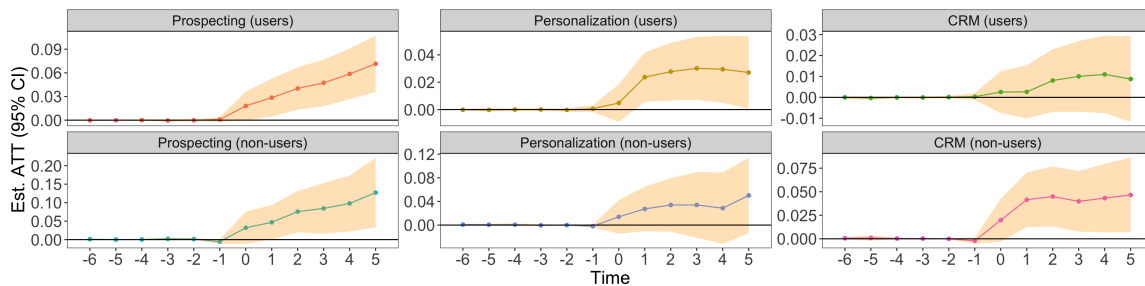 Est. ATT (95% CI)
Prospecting (users)
0.09
0.06
0.03
0.00
Personalization (users)
0.04
0.02
0.00
CRM (users)
0.03
0.02
0.01
0.00
-0.01
Prospecting (non-users)
0.20
0.15
0.10
0.05
0.00
-6 -5 -4 -3 -2 -1 0 1 2 3 4 5
Personalization (non-users)
0.12
0.08
0.04
0.00
-0.04
-6 -5 -4 -3 -2 -1 0 1 2 3 4 5
CRM (non-users)
0.075
0.050
0.025
0.000
-6 -5 -4 -3 -2 -1 0 1 2 3 4 5
Time